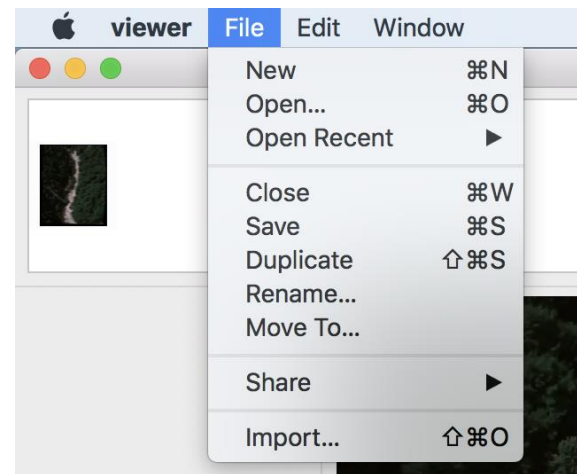 viewer File Edit Window
New ⌘N
Open... ⌘O
Open Recent ▶
Close ⌘W
Save ⌘S
Duplicate ⇧⌘S
Rename...
Move To...
Share ▶
Import... ⇧⌘O